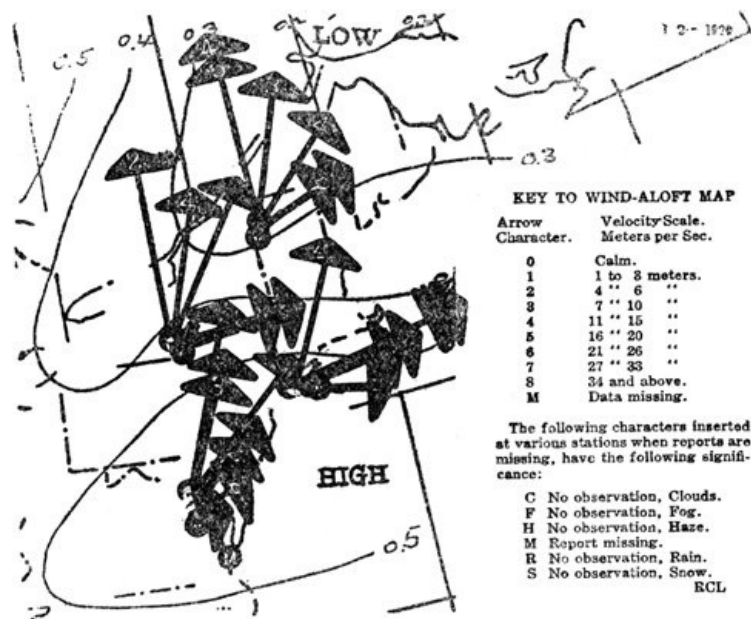 LOW
0.5
0.4
0.3
0.3
HIGH
0.5
KEY TO WIND-ALOFT MAP
Arrow Velocity Scale.
Character. Meters per Sec.
0 Calm.
1 1 to 3 meters.
2 4 " 6 "
3 7 " 10 "
4 11 " 15 "
5 16 " 20 "
6 21 " 26 "
7 27 " 33 "
8 34 and above.
M Data missing.
The following characters inserted
at various stations when reports are
missing, have the following signifi-
cance:
C No observation, Clouds.
F No observation, Fog.
H No observation, Haze.
M Report missing.
R No observation, Rain.
S No observation, Snow.
RCL